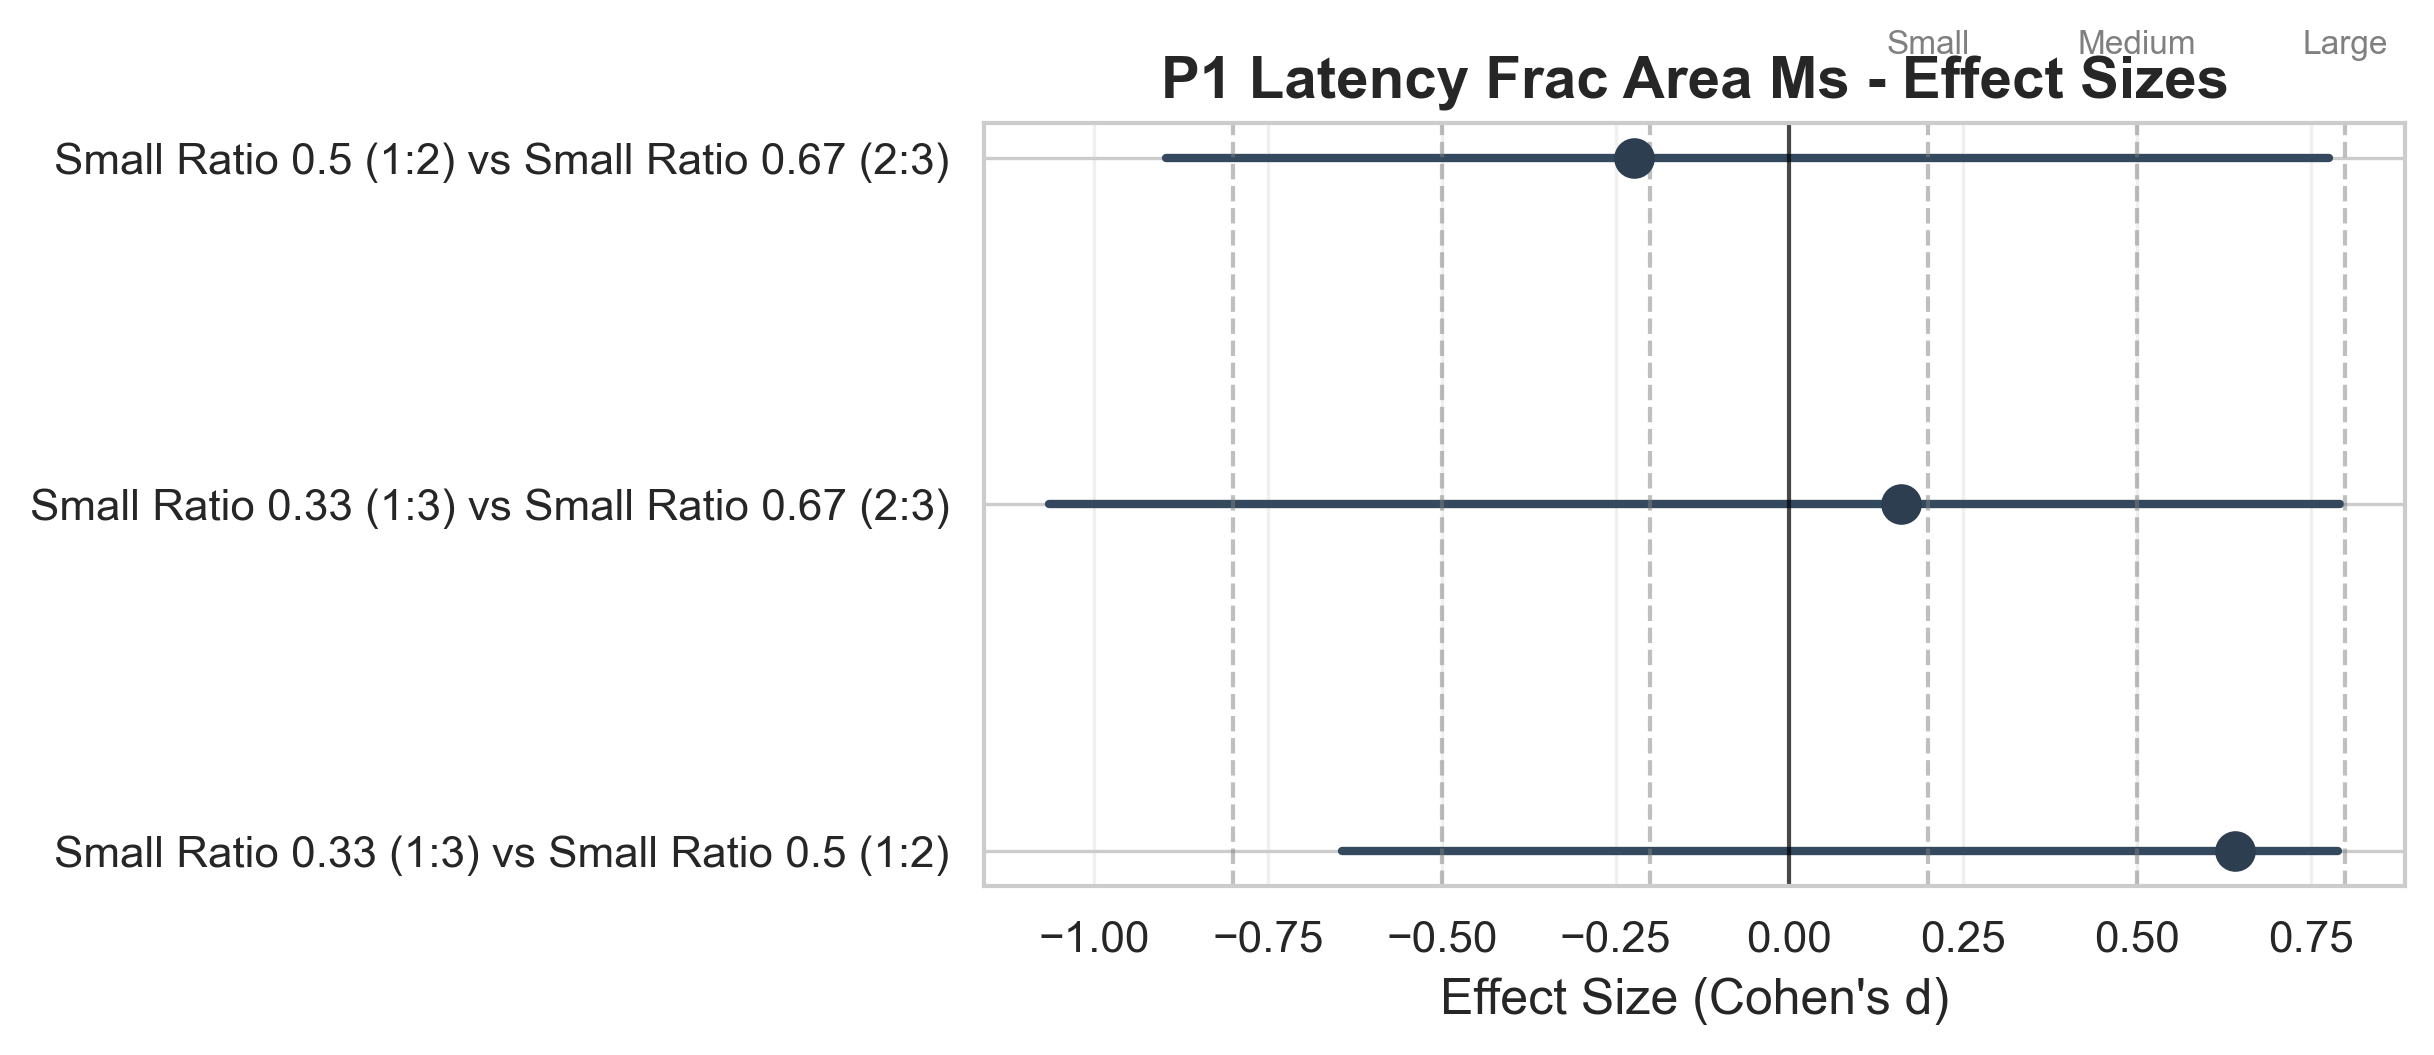 Small Medium Large
P1 Latency Frac Area Ms - Effect Sizes
Small Ratio 0.5 (1:2) vs Small Ratio 0.67 (2:3)
Small Ratio 0.33 (1:3) vs Small Ratio 0.67 (2:3)
Small Ratio 0.33 (1:3) vs Small Ratio 0.5 (1:2)
−1.00 −0.75 −0.50 −0.25 0.00 0.25 0.50 0.75
Effect Size (Cohen's d)